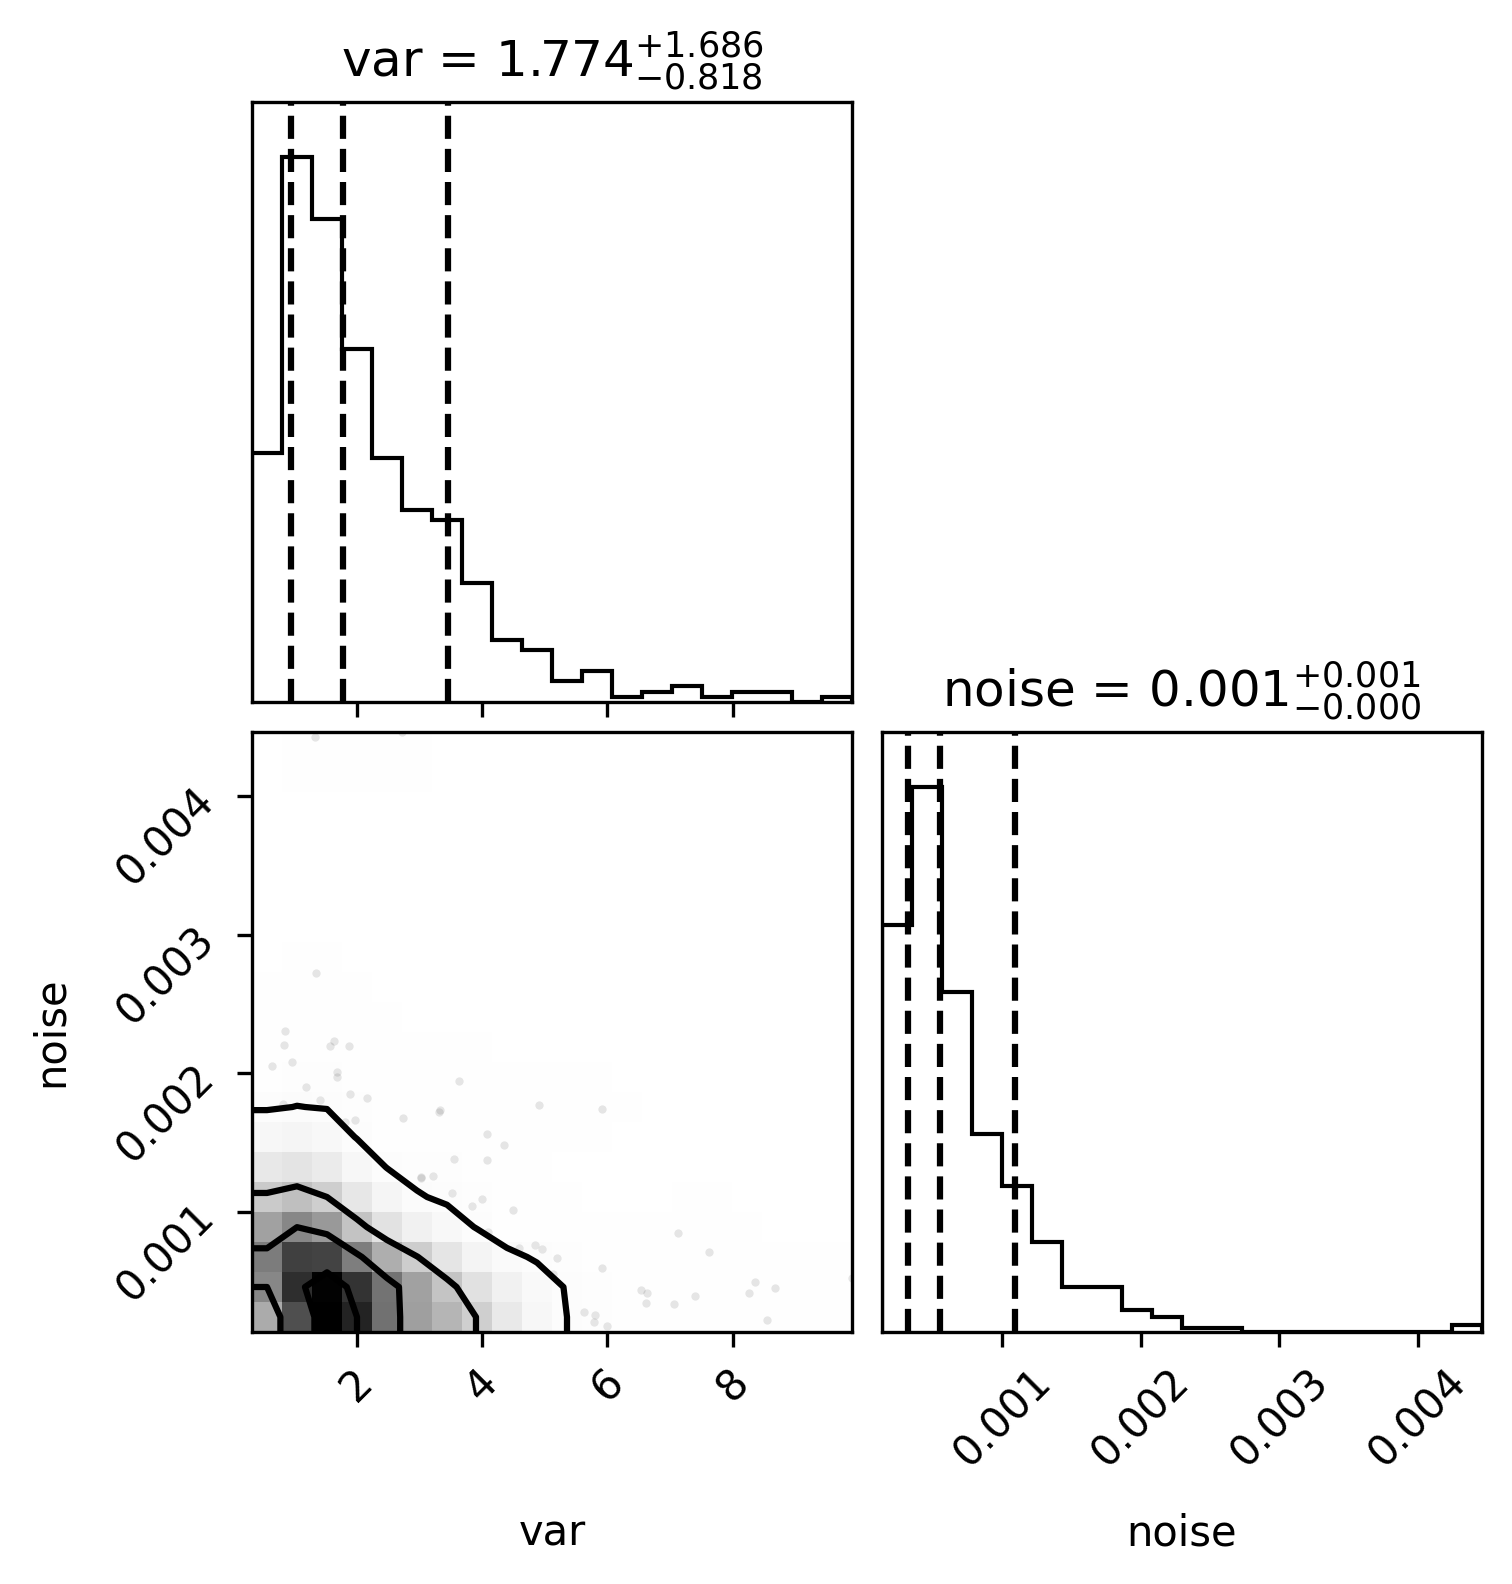 var = 1.774+1.686−0.818
noise = 0.001+0.001−0.000
0.004
0.003
0.002
0.001
noise
2 4 6 8
0.001 0.002 0.003 0.004
var
noise